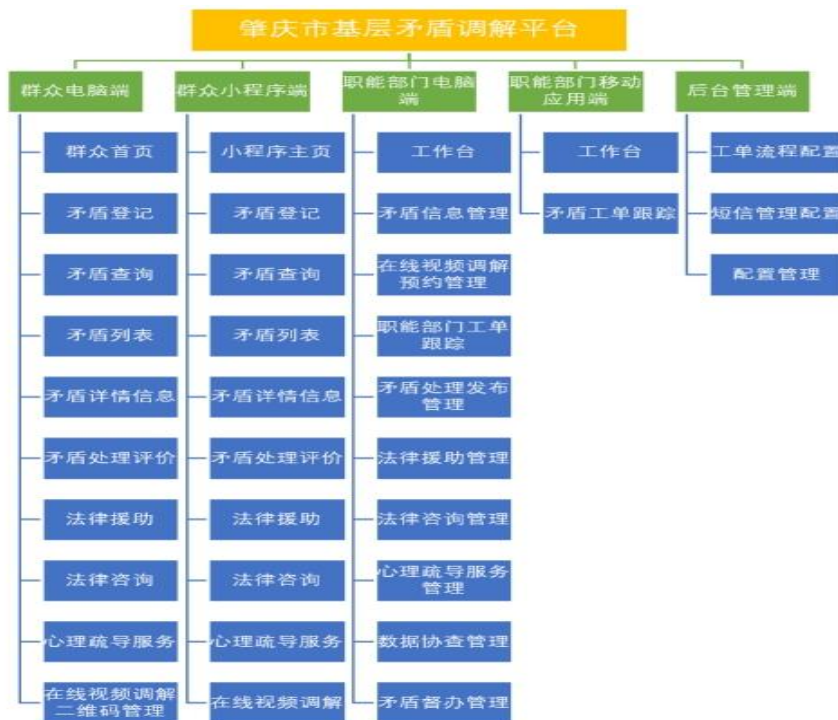 肇庆市基层矛盾调解平台
群众电脑端
群众小程序端
职能部门电脑
端
职能部门移动
应用端
后台管理端
群众首页
矛盾登记
矛盾查询
矛盾列表
矛盾详情信息
矛盾处理评价
法律援助
法律咨询
心理疏导服务
在线视频调解
二维码管理
小程序主页
矛盾登记
矛盾查询
矛盾列表
矛盾详情信息
矛盾处理评价
法律援助
法律咨询
心理疏导服务
在线视频调解
工作台
矛盾信息管理
在线视频调解
预约管理
职能部门工单
跟踪
矛盾处理发布
管理
法律援助管理
法律咨询管理
心理疏导服务
管理
数据协查管理
矛盾督办管理
工作台
矛盾工单跟踪
工单流程配置
短信管理配置
配置管理